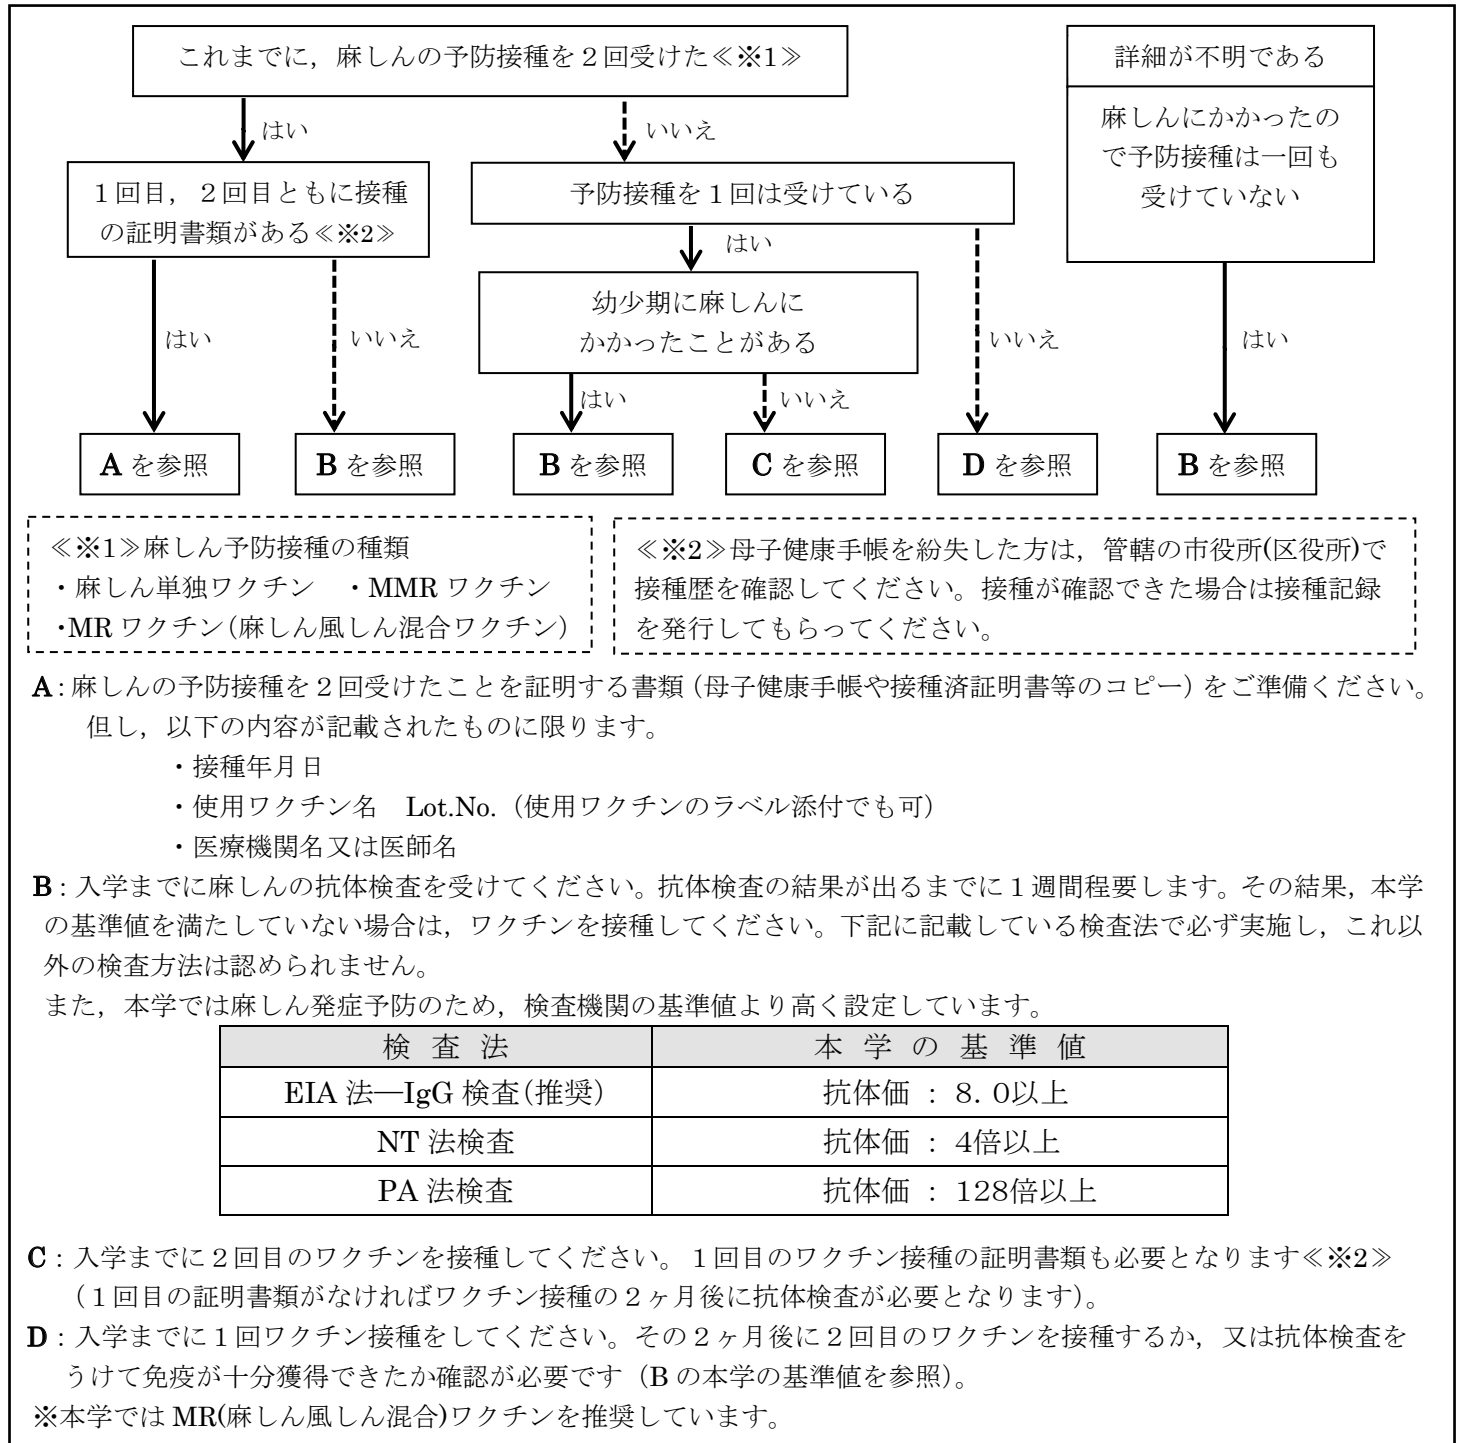 これまでに，麻しんの予防接種を２回受けた≪※1≫
詳細が不明である
麻しんにかかったの
で予防接種は一回も
受けていない
はい
いいえ
１回目，２回目ともに接種
の証明書類がある≪※2≫
予防接種を１回は受けている
はい
幼少期に麻しんに
かかったことがある
はい
いいえ
いいえ
はい
はい
いいえ
A を参照
B を参照
B を参照
C を参照
D を参照
B を参照
≪※1≫麻しん予防接種の種類
・麻しん単独ワクチン　・MMR ワクチン
・MR ワクチン（麻しん風しん混合ワクチン）
≪※2≫母子健康手帳を紛失した方は，管轄の市役所(区役所)で
接種歴を確認してください。接種が確認できた場合は接種記録
を発行してもらってください。
A：麻しんの予防接種を２回受けたことを証明する書類（母子健康手帳や接種済証明書等のコピー）をご準備ください。
但し，以下の内容が記載されたものに限ります。
・接種年月日
・使用ワクチン名　Lot.No.（使用ワクチンのラベル添付でも可）
・医療機関名又は医師名
B：入学までに麻しんの抗体検査を受けてください。抗体検査の結果が出るまでに１週間程要します。その結果，本学
の基準値を満たしていない場合は，ワクチンを接種してください。下記に記載している検査法で必ず実施し，これ以
外の検査方法は認められません。
また，本学では麻しん発症予防のため，検査機関の基準値より高く設定しています。
検 査 法
本 学 の 基 準 値
EIA 法―IgG 検査（推奨）
抗体価 ： 8. 0以上
NT 法検査
抗体価 ： 4倍以上
PA 法検査
抗体価 ： 128倍以上
C：入学までに２回目のワクチンを接種してください。１回目のワクチン接種の証明書類も必要となります≪※2≫
（１回目の証明書類がなければワクチン接種の２ヶ月後に抗体検査が必要となります）。
D：入学までに１回ワクチン接種をしてください。その２ヶ月後に２回目のワクチンを接種するか，又は抗体検査を
うけて免疫が十分獲得できたか確認が必要です（B の本学の基準値を参照）。
※本学では MR(麻しん風しん混合)ワクチンを推奨しています。